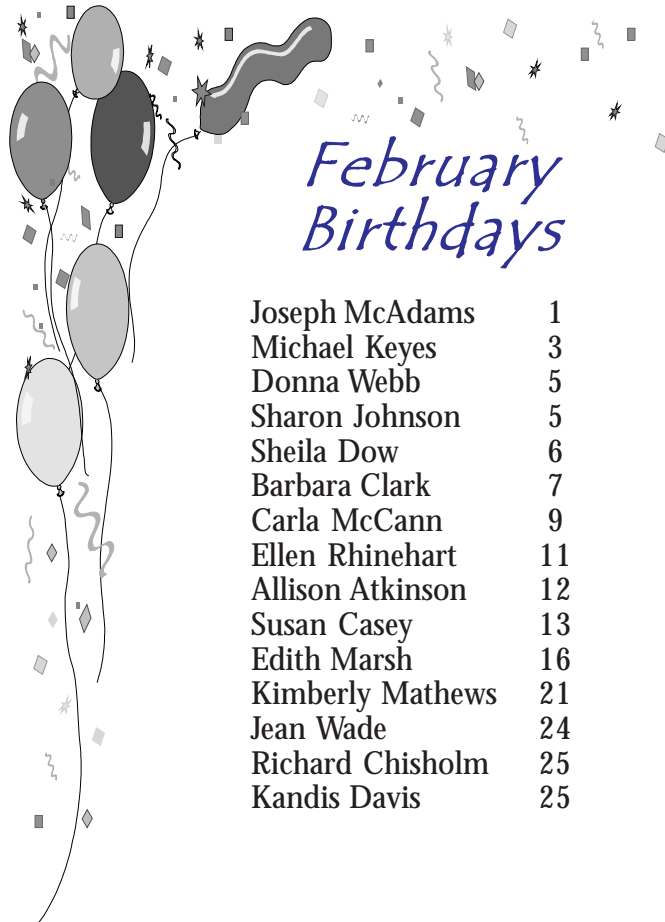 February
Birthdays
Joseph McAdams 1
Michael Keyes 3
Donna Webb 5
Sharon Johnson 5
Sheila Dow 6
Barbara Clark 7
Carla McCann 9
Ellen Rhinehart 11
Allison Atkinson 12
Susan Casey 13
Edith Marsh 16
Kimberly Mathews 21
Jean Wade 24
Richard Chisholm 25
Kandis Davis 25